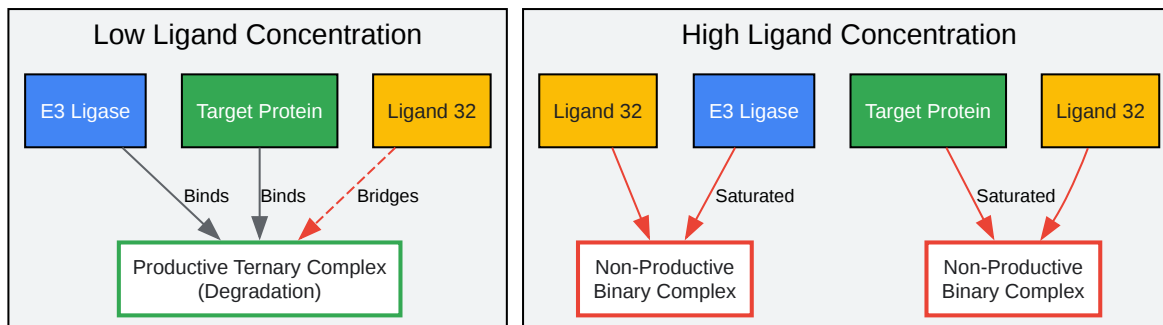 Low Ligand Concentration
E3 Ligase
Target Protein
Ligand 32
Binds
Binds
Bridges
Productive Ternary Complex
(Degradation)
High Ligand Concentration
Ligand 32
E3 Ligase
Target Protein
Ligand 32
Saturated
Saturated
Non-Productive
Binary Complex
Non-Productive
Binary Complex